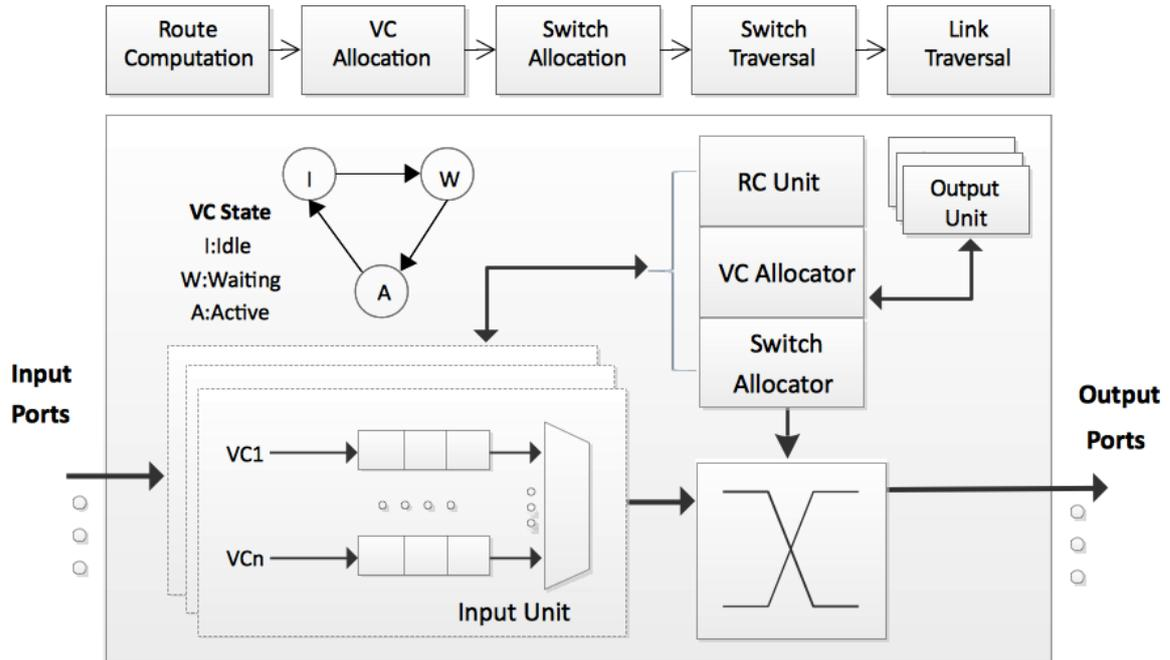 Route
Computation
VC
Allocation
Switch
Allocation
Switch
Traversal
Link
Traversal
I
W
A
VC State
I:Idle
W:Waiting
A:Active
RC Unit
VC Allocator
Switch
Allocator
Output
Unit
Input
Ports
VC1
VCn
Input Unit
Output
Ports